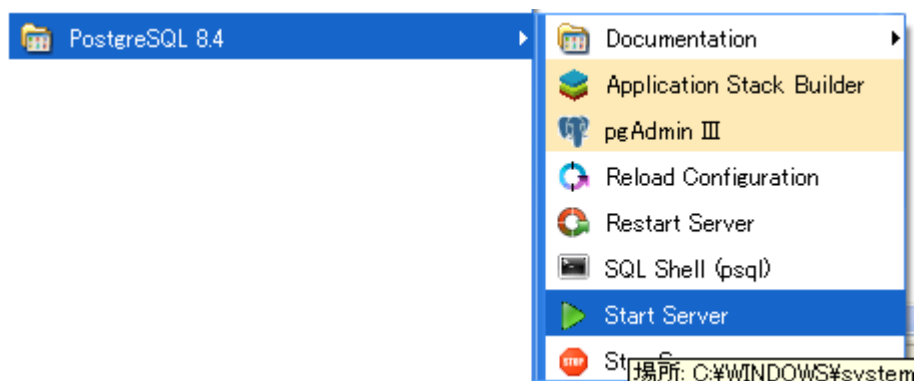 PostgreSQL 8.4
Documentation
Application Stack Builder
pgAdmin III
Reload Configuration
Restart Server
SQL Shell (psql)
Start Server
場所: C:¥WINDOWS¥system